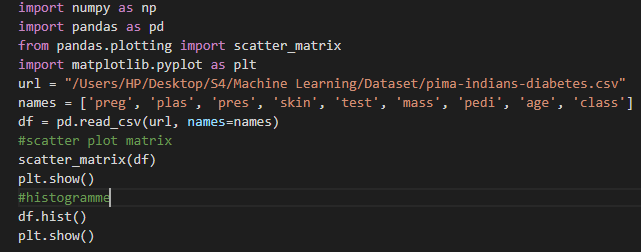 import numpy as np
import pandas as pd
from pandas.plotting import scatter_matrix
import matplotlib.pyplot as plt
url = "/Users/HP/Desktop/S4/Machine Learning/Dataset/pima-indians-diabetes.csv"
names = ['preg', 'plas', 'pres', 'skin', 'test', 'mass', 'pedi', 'age', 'class']
df = pd.read_csv(url, names=names)
#scatter plot matrix
scatter_matrix(df)
plt.show()
#histogramme
df.hist()
plt.show()